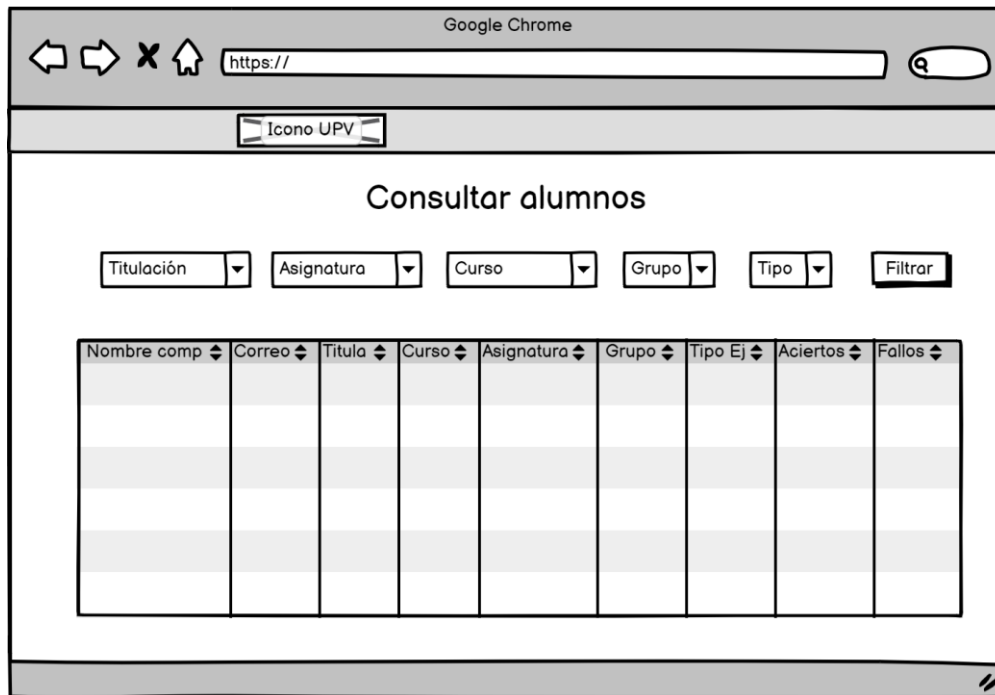 Google Chrome
https://
Icono UPV
Consultar alumnos
Titulación Asignatura Curso Grupo Tipo Filtrar
Nombre comp Correo Titula Curso Asignatura Grupo Tipo Ej Aciertos Fallos